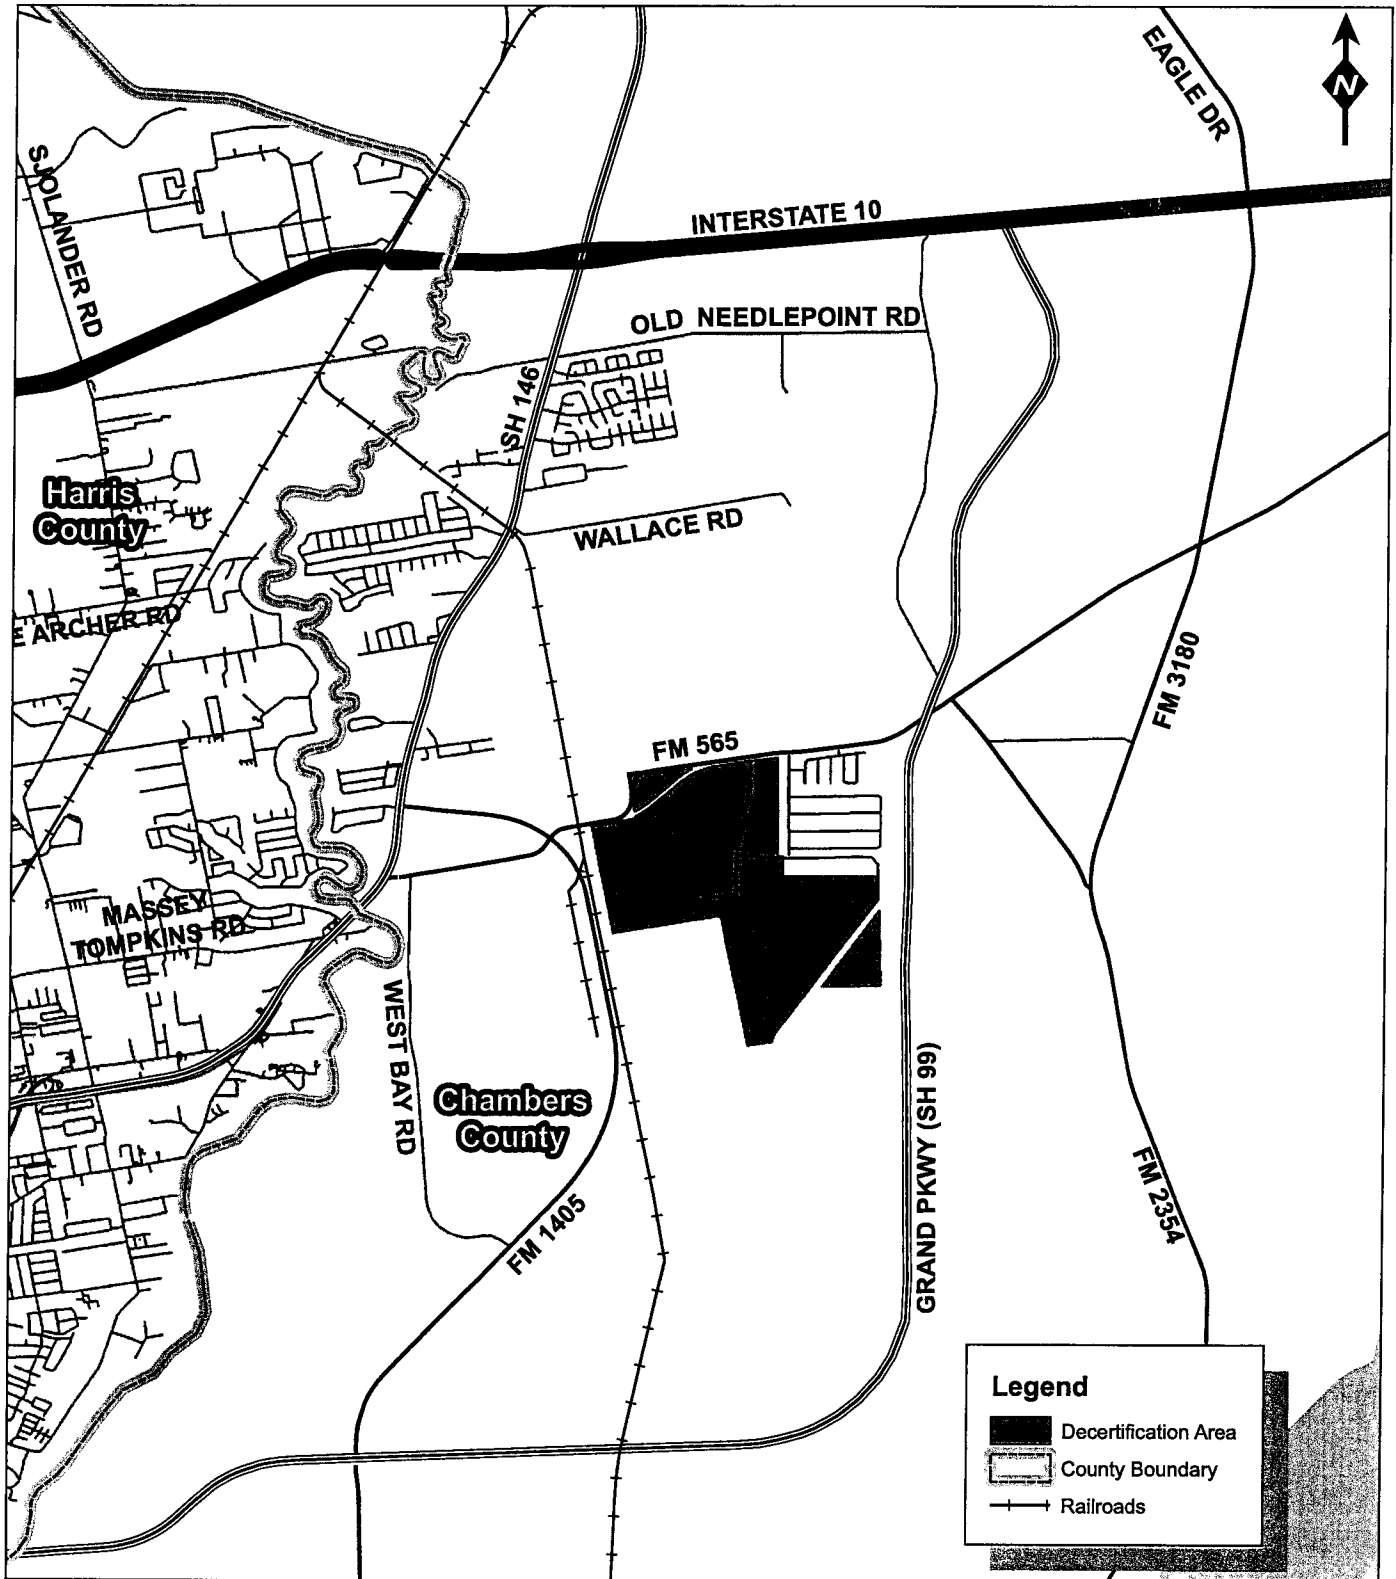 EAGLE DR
N
SJOLANDER RD
INTERSTATE 10
OLD NEEDLEPOINT RD
SH 146
Harris
County
WALLACE RD
E ARCHER RD
FM 3180
FM 565
MASSEY
TOMPKINS RD
WEST BAY RD
Chambers
County
GRAND PKWY (SH 99)
FM 1405
FM 2354
Legend
Decertification Area
County Boundary
Railroads